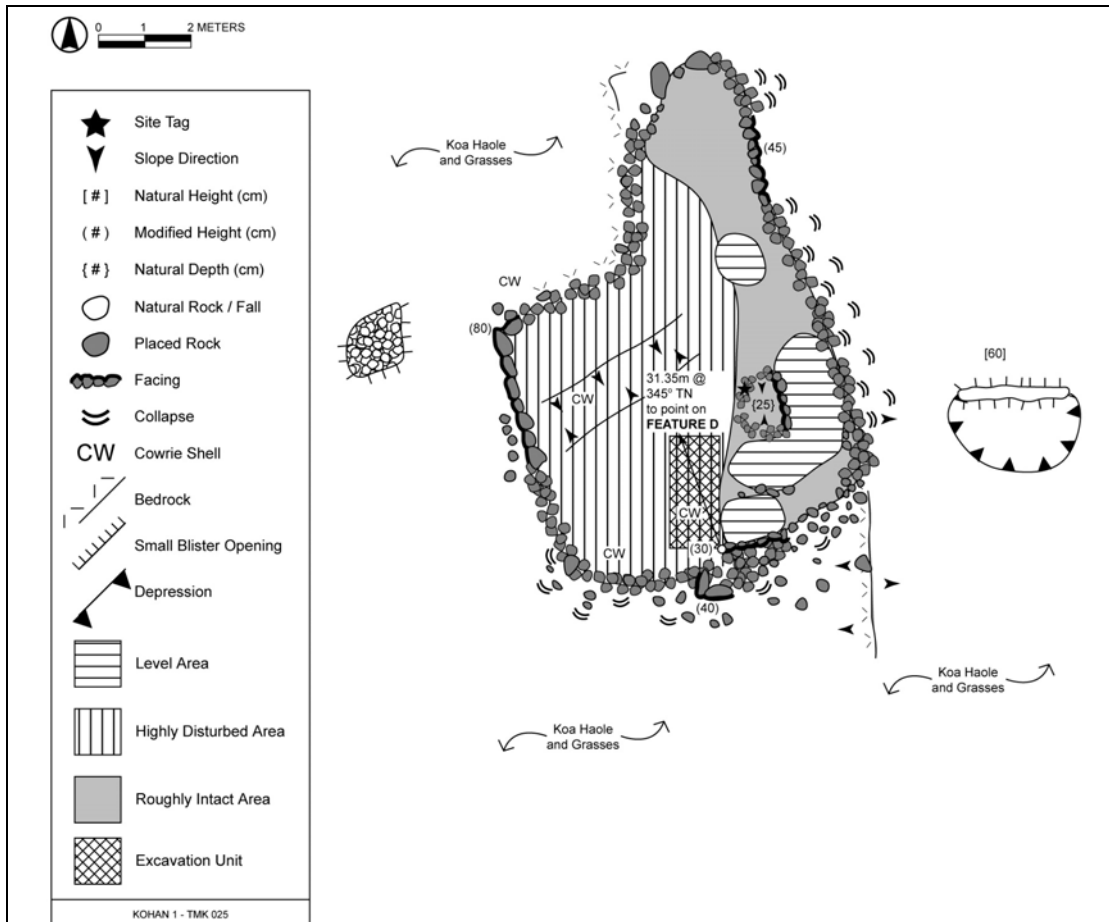 0 1 2 METERS
Site Tag
Slope Direction
[ # ] Natural Height (cm)
( # ) Modified Height (cm)
{ # } Natural Depth (cm)
Natural Rock / Fall
Placed Rock
Facing
Collapse
CW Cowrie Shell
Bedrock
Small Blister Opening
Depression
Level Area
Highly Disturbed Area
Roughly Intact Area
Excavation Unit
KOHAN 1 - TMK 025
Koa Haole
and Grasses
(45)
CW
(80)
[60]
31.35m @
345° TN
to point on
FEATURE D
CW
{25}
CW
(30)
CW
(40)
Koa Haole
and Grasses
Koa Haole
and Grasses